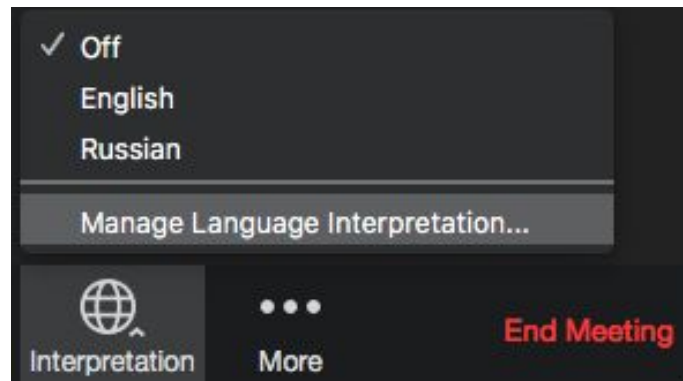 Off
English
Russian
Manage Language Interpretation...
Interpretation
More
End Meeting